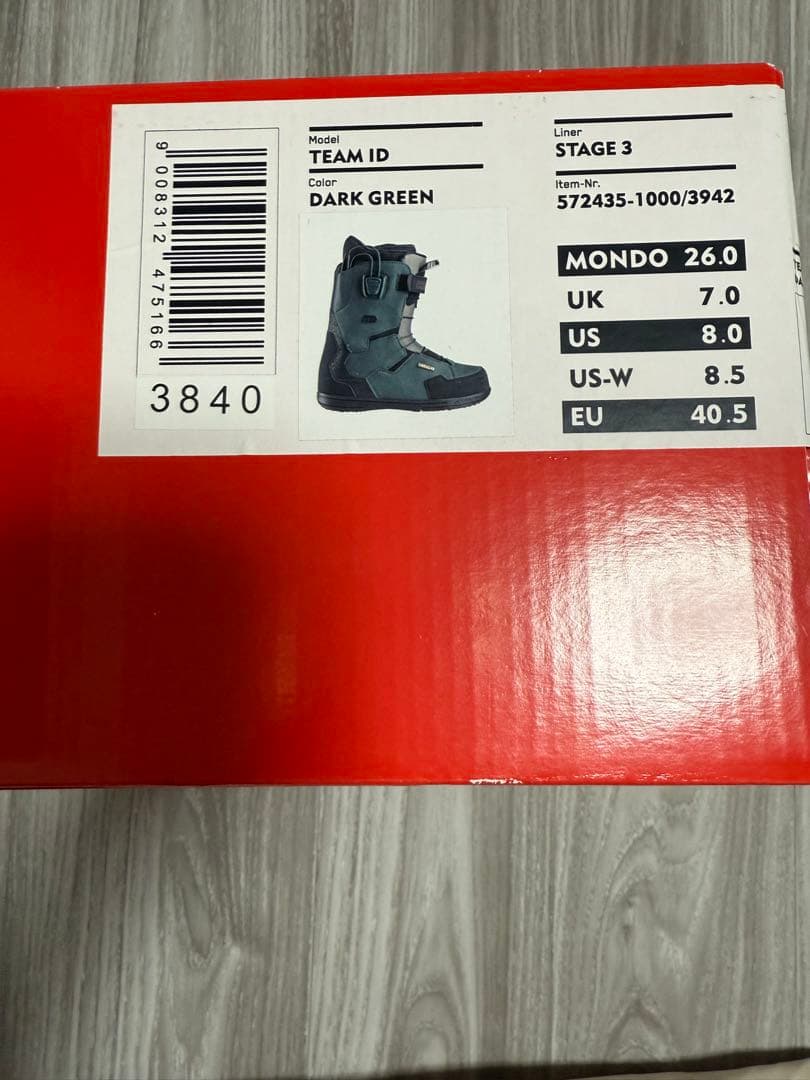 9 008312 475166
3840
Model
TEAM ID
Color
DARK GREEN
Liner
STAGE 3
Item-Nr.
572435-1000/3942
MONDO 26.0
UK 7.0
US 8.0
US-W 8.5
EU 40.5